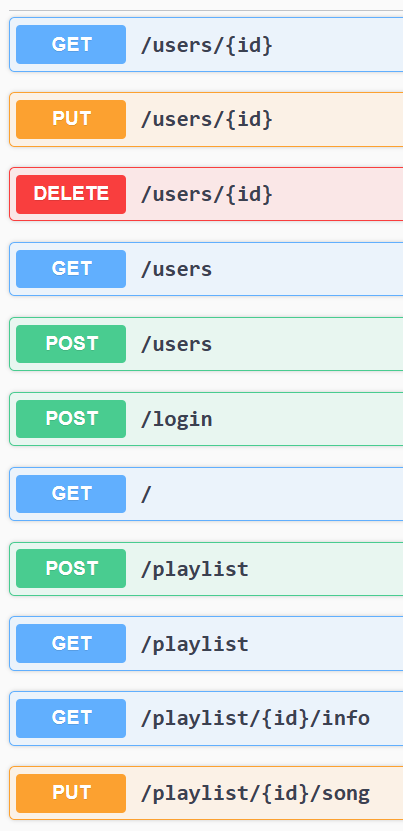 GET /users/{id}
PUT /users/{id}
DELETE /users/{id}
GET /users
POST /users
POST /login
GET /
POST /playlist
GET /playlist
GET /playlist/{id}/info
PUT /playlist/{id}/song